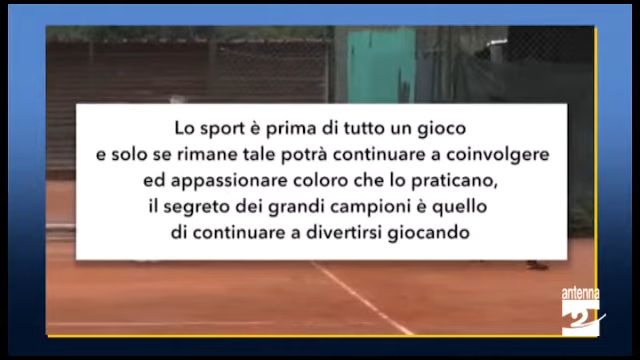 Lo sport è prima di tutto un gioco
e solo se rimane tale potrà continuare a coinvolgere
ed appassionare coloro che lo praticano,
il segreto dei grandi campioni è quello
di continuare a divertirsi giocando
antenna
2